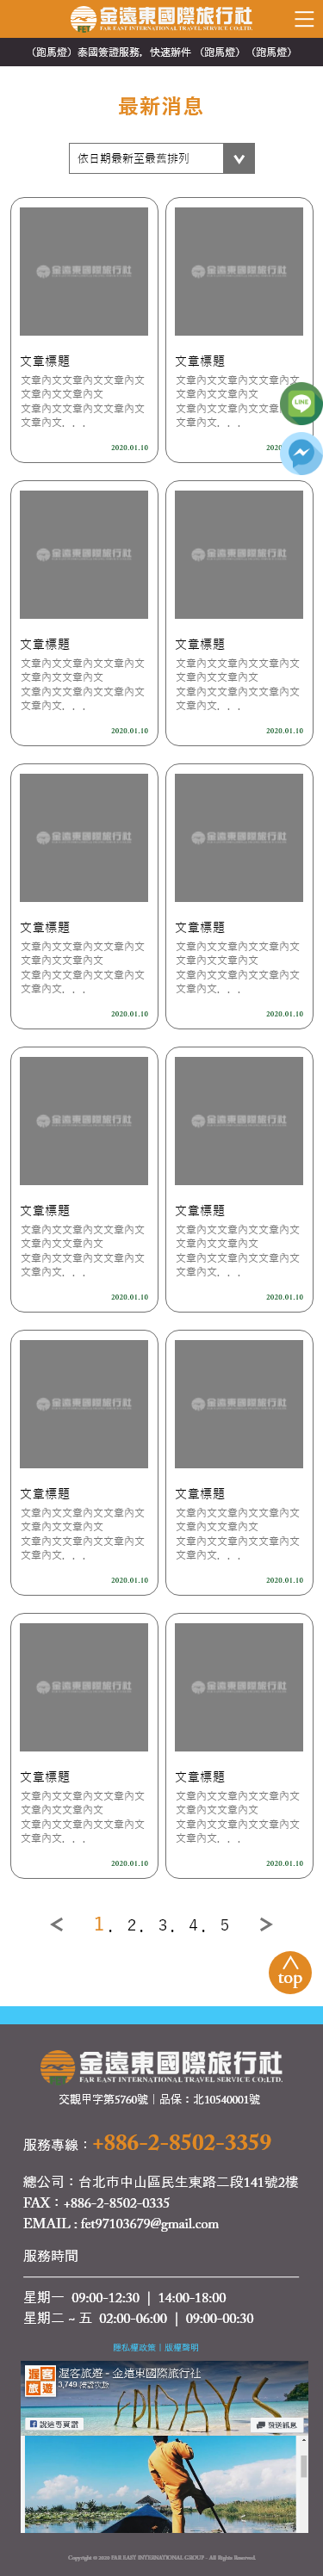 金遠東國際旅行社
FAR EAST INTERNATIONAL TRAVEL SERVICE CO.,LTD.
（跑馬燈）泰國簽證服務，快速辦件 （跑馬燈）（跑馬燈）
最新消息
依日期最新至最舊排列
金遠東國際旅行社
金遠東國際旅行社
文章標題
文章內文文章內文文章內文
文章內文文章內文
文章內文文章內文文章內文
文章內文．．．
2020.01.10
文章標題
文章內文文章內文文章內文
文章內文文章內文
文章內文文章內文文章
文章內文．．．
2020
LINE
金遠東國際旅行社
金遠東國際旅行社
文章標題
文章內文文章內文文章內文
文章內文文章內文
文章內文文章內文文章內文
文章內文．．．
2020.01.10
文章標題
文章內文文章內文文章內文
文章內文文章內文
文章內文文章內文文章內文
文章內文．．．
2020.01.10
金遠東國際旅行社
金遠東國際旅行社
文章標題
文章內文文章內文文章內文
文章內文文章內文
文章內文文章內文文章內文
文章內文．．．
2020.01.10
文章標題
文章內文文章內文文章內文
文章內文文章內文
文章內文文章內文文章內文
文章內文．．．
2020.01.10
金遠東國際旅行社
金遠東國際旅行社
文章標題
文章內文文章內文文章內文
文章內文文章內文
文章內文文章內文文章內文
文章內文．．．
2020.01.10
文章標題
文章內文文章內文文章內文
文章內文文章內文
文章內文文章內文文章內文
文章內文．．．
2020.01.10
金遠東國際旅行社
金遠東國際旅行社
文章標題
文章內文文章內文文章內文
文章內文文章內文
文章內文文章內文文章內文
文章內文．．．
2020.01.10
文章標題
文章內文文章內文文章內文
文章內文文章內文
文章內文文章內文文章內文
文章內文．．．
2020.01.10
金遠東國際旅行社
金遠東國際旅行社
文章標題
文章內文文章內文文章內文
文章內文文章內文
文章內文文章內文文章內文
文章內文．．．
2020.01.10
文章標題
文章內文文章內文文章內文
文章內文文章內文
文章內文文章內文文章內文
文章內文．．．
2020.01.10
< 1．2．3．4．5 >
top
金遠東國際旅行社
FAR EAST INTERNATIONAL TRAVEL SERVICE CO.,LTD.
交觀甲字第5760號｜品保：北10540001號
服務專線：+886-2-8502-3359
總公司：台北市中山區民生東路二段141號2樓
FAX：+886-2-8502-0335
EMAIL : fet97103679@gmail.com
服務時間
星期一 09:00-12:30 | 14:00-18:00
星期二 ~ 五 02:00-06:00 | 09:00-00:30
隱私權政策｜版權聲明
渥客
旅遊
渥客旅遊 - 金遠東國際旅行社
3,749 按讚次數
說這專頁讚
發送訊息
Copyright © 2020 FAR EAST INTERNATIONAL GROUP - All Rights Reserved.